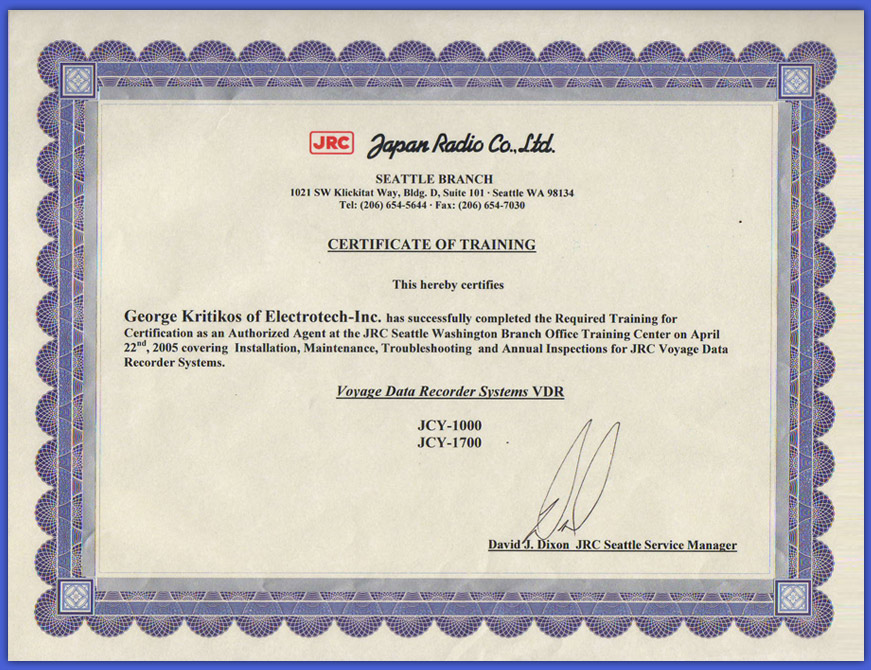 JRC Japan Radio Co., Ltd.
SEATTLE BRANCH
1021 SW Klickitat Way, Bldg. D, Suite 101 · Seattle WA 98134
Tel: (206) 654-5644 · Fax: (206) 654-7030
CERTIFICATE OF TRAINING
This hereby certifies
George Kritikos of Electrotech-Inc. has successfully completed the Required Training for
Certification as an Authorized Agent at the JRC Seattle Washington Branch Office Training Center on April
22nd, 2005 covering Installation, Maintenance, Troubleshooting and Annual Inspections for JRC Voyage Data
Recorder Systems.
Voyage Data Recorder Systems VDR
JCY-1000
JCY-1700
David J. Dixon JRC Seattle Service Manager